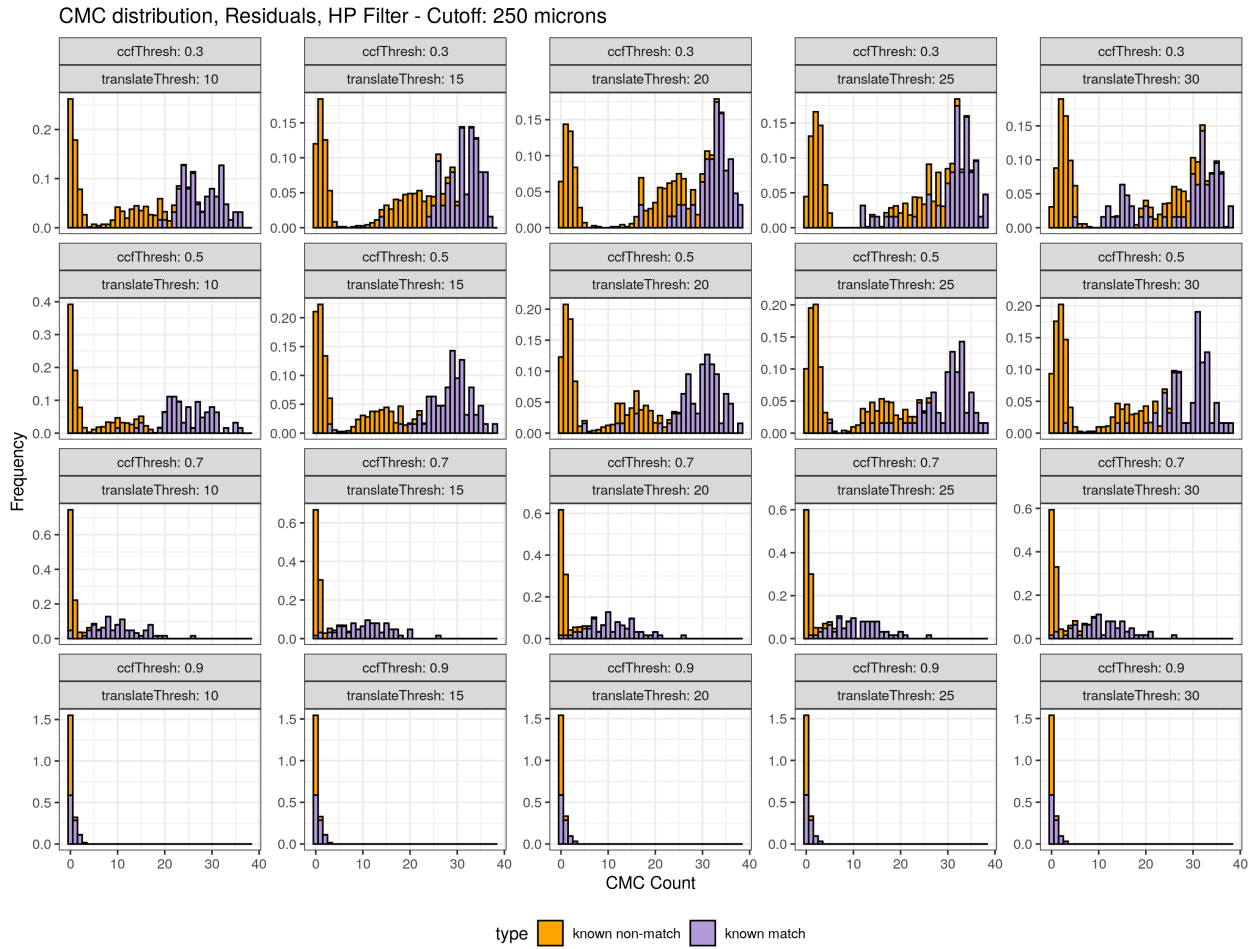 CMC distribution, Residuals, HP Filter - Cutoff: 250 microns
ccfThresh: 0.3 ccfThresh: 0.3 ccfThresh: 0.3 ccfThresh: 0.3 ccfThresh: 0.3
translateThresh: 10 translateThresh: 15 translateThresh: 20 translateThresh: 25 translateThresh: 30
0.2 0.1 0.0
0.15 0.10 0.05 0.00
0.15 0.10 0.05 0.00
0.15 0.10 0.05 0.00
0.15 0.10 0.05 0.00
ccfThresh: 0.5 ccfThresh: 0.5 ccfThresh: 0.5 ccfThresh: 0.5 ccfThresh: 0.5
translateThresh: 10 translateThresh: 15 translateThresh: 20 translateThresh: 25 translateThresh: 30
0.4 0.3 0.2 0.1 0.0
0.20 0.15 0.10 0.05 0.00
0.20 0.15 0.10 0.05 0.00
0.20 0.15 0.10 0.05 0.00
0.20 0.15 0.10 0.05 0.00
Frequency
ccfThresh: 0.7 ccfThresh: 0.7 ccfThresh: 0.7 ccfThresh: 0.7 ccfThresh: 0.7
translateThresh: 10 translateThresh: 15 translateThresh: 20 translateThresh: 25 translateThresh: 30
0.6 0.4 0.2 0.0
0.6 0.4 0.2 0.0
0.6 0.4 0.2 0.0
0.6 0.4 0.2 0.0
0.6 0.4 0.2 0.0
ccfThresh: 0.9 ccfThresh: 0.9 ccfThresh: 0.9 ccfThresh: 0.9 ccfThresh: 0.9
translateThresh: 10 translateThresh: 15 translateThresh: 20 translateThresh: 25 translateThresh: 30
1.5 1.0 0.5 0.0
1.5 1.0 0.5 0.0
1.5 1.0 0.5 0.0
1.5 1.0 0.5 0.0
1.5 1.0 0.5 0.0
0 10 20 30 40 0 10 20 30 40 0 10 20 30 40 0 10 20 30 40 0 10 20 30 40
CMC Count
type known non-match known match